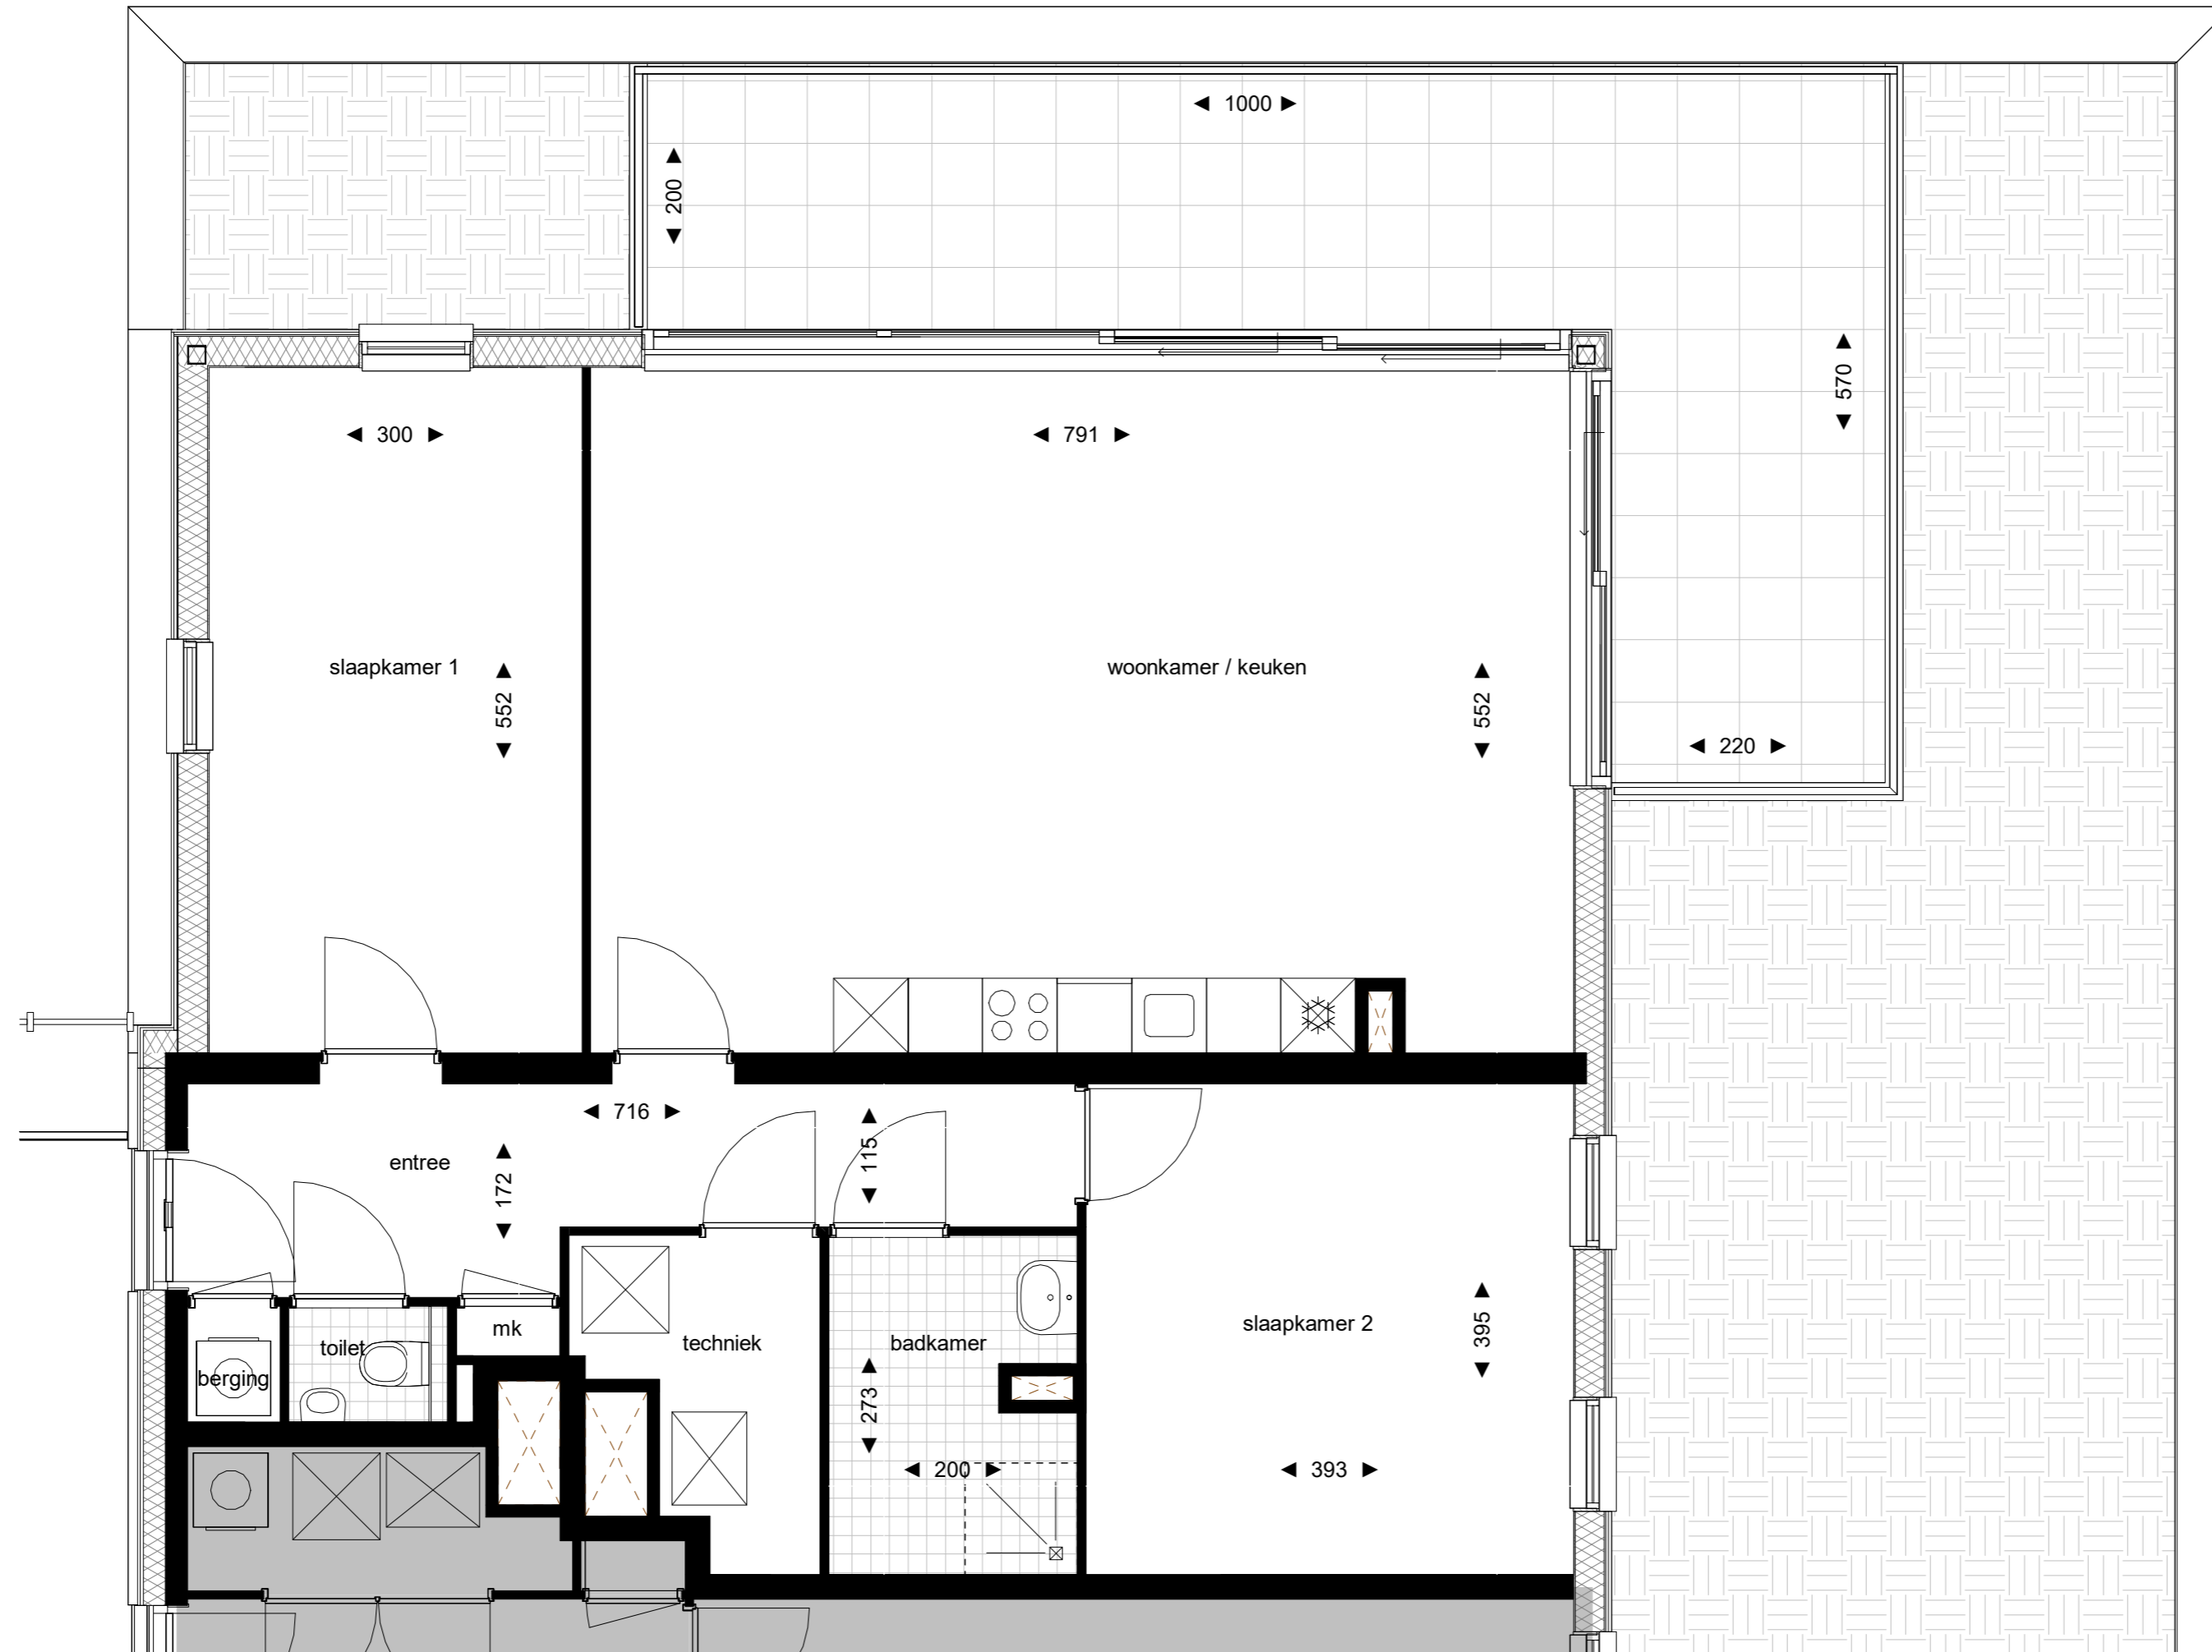 1000
200
570
300
791
slaapkamer 1
552
woonkamer / keuken
552
220
716
115
entree
172
mk
toilet
berging
techniek
badkamer
273
200
slaapkamer 2
395
393